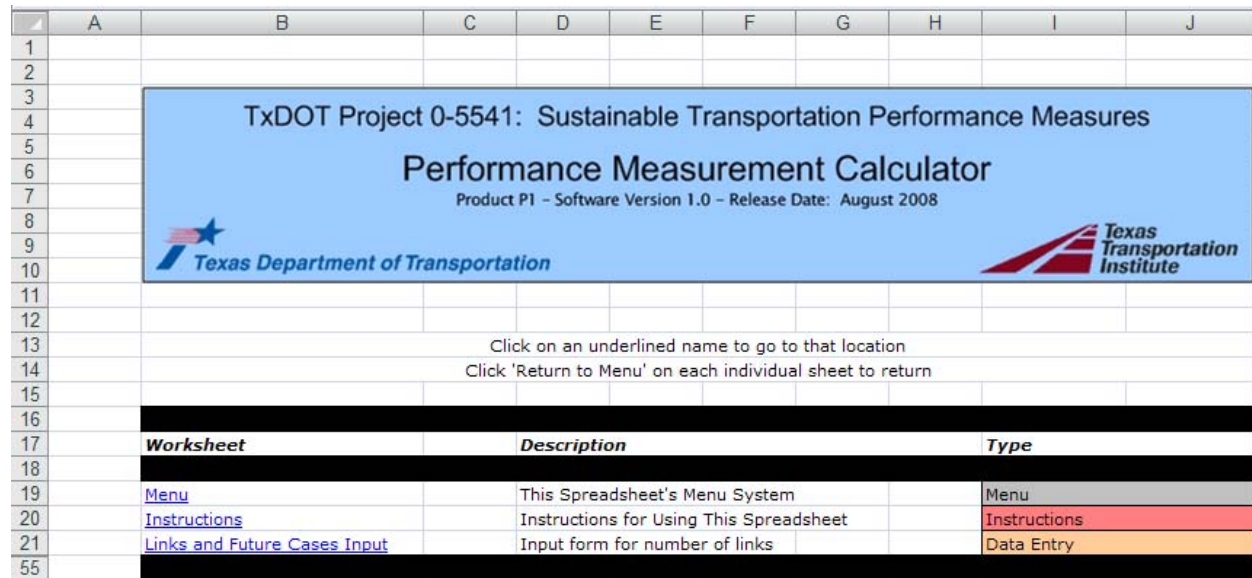 A B C D E F G H I J
1
2
3
4 TxDOT Project 0-5541: Sustainable Transportation Performance Measures
5
6 Performance Measurement Calculator
7 Product P1 – Software Version 1.0 – Release Date: August 2008
8 Texas
9 Transportation
10 Texas Department of Transportation Institute
11
12
13 Click on an underlined name to go to that location
14 Click 'Return to Menu' on each individual sheet to return
15
16
17 Worksheet Description Type
18
19 Menu This Spreadsheet's Menu System Menu
20 Instructions Instructions for Using This Spreadsheet Instructions
21 Links and Future Cases Input Input form for number of links Data Entry
55